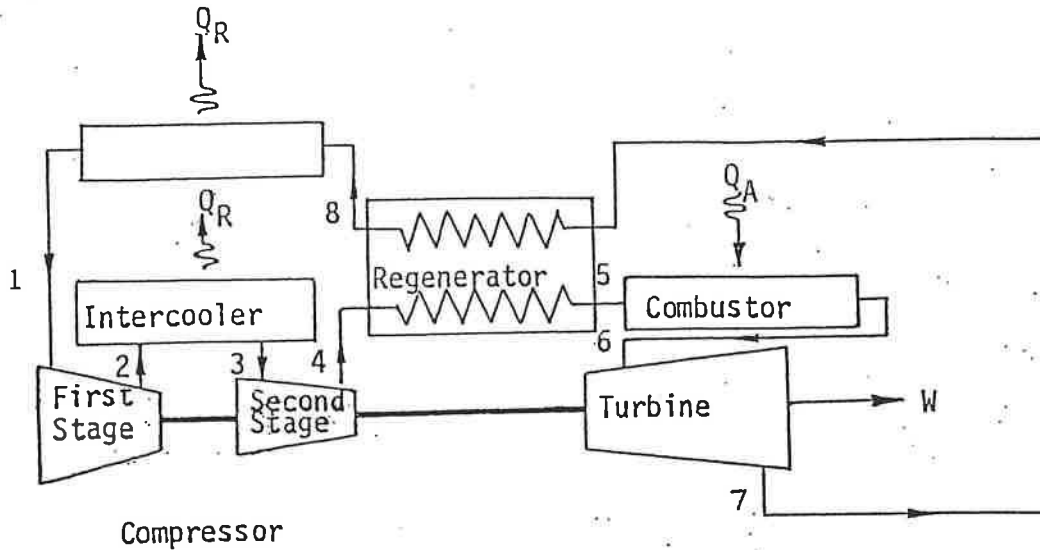 Q_R
Q_R
Q_A
8
1
Regenerator
5
Intercooler
Combustor
2
3
4
6
First
Stage
Second
Stage
Turbine
W
7
Compressor